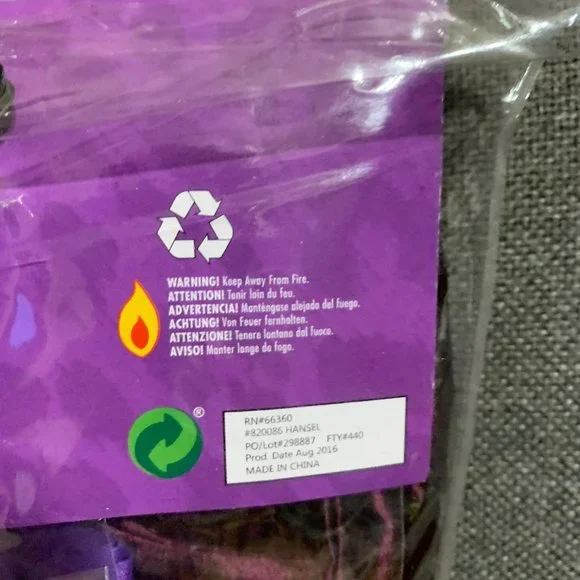 WARNING! Keep Away From Fire.
ATTENTION! Tenir loin du feu.
ADVERTENCIA! Manténgase alejado del fuego.
ACHTUNG! Von Feuer fernhalten.
ATTENZIONE! Tenere lontano dal fuoco.
AVISO! Manter longe do fogo.
®
RN#66360
#820086 HANSEL
PO/Lot#298887 FTY#440
Prod. Date Aug 2016
MADE IN CHINA